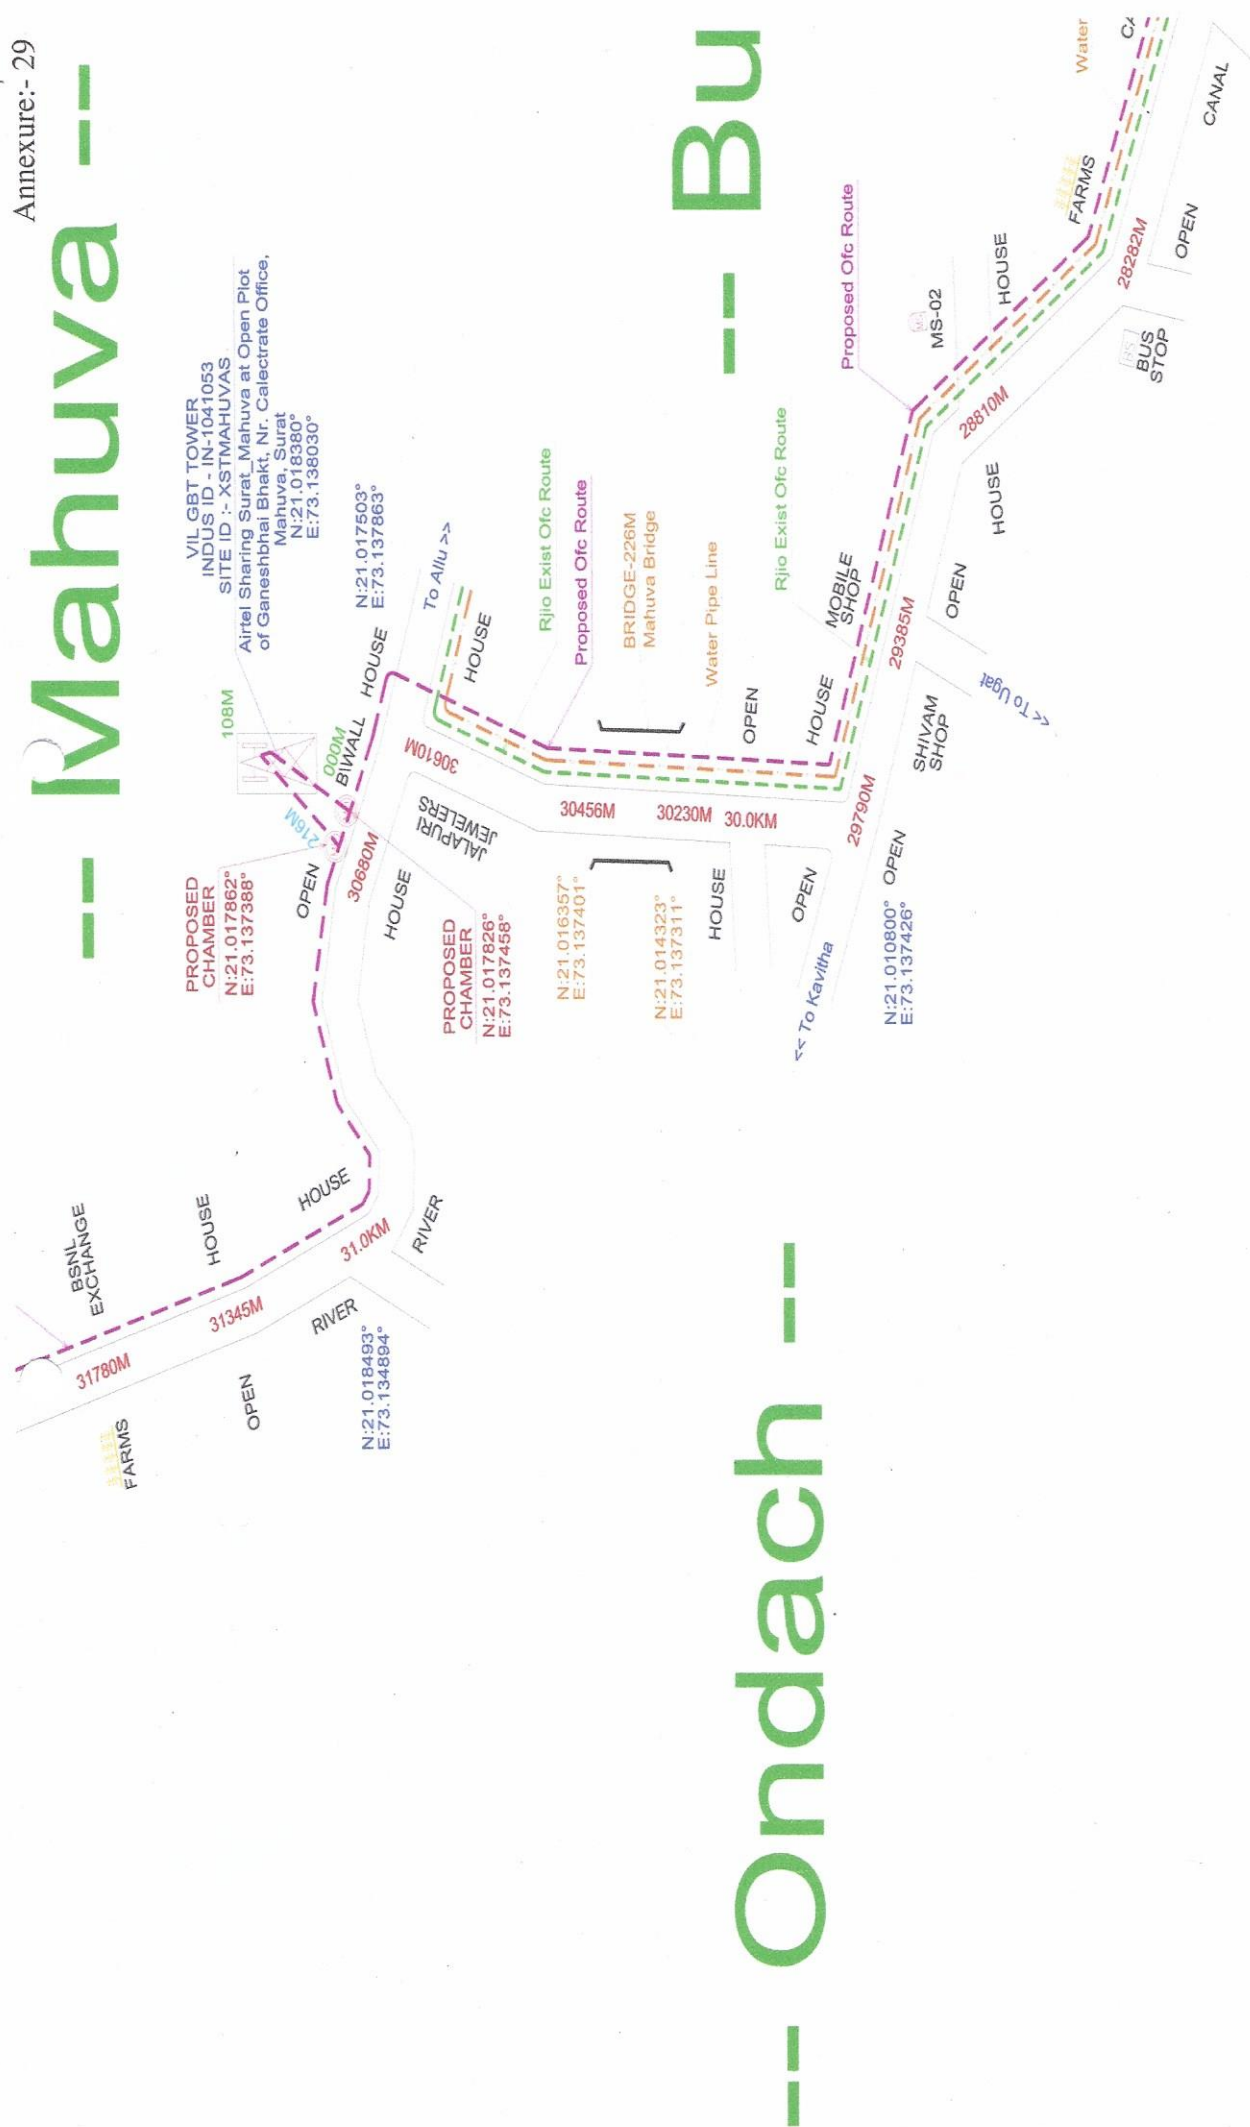 Annexure:- 29
-- Mahuva --
VIL GBT TOWER
INDUS ID - IN-1041053
SITE ID :- XSTMAHUVAS
Airtel Sharing Surat_Mahuva at Open Plot
of Ganeshbhai Bhakt, Nr. Calectrate Office,
Mahuva, Surat
N:21.018380°
E:73.138030°
108M
000M
216M
B\WALL
HOUSE
N:21.017503°
E:73.137863°
To Allu >>
HOUSE
PROPOSED
CHAMBER
N:21.017862°
E:73.137388°
OPEN
30680M
HOUSE
30610M
JALAPURI
JEWELERS
PROPOSED
CHAMBER
N:21.017826°
E:73.137458°
BSNL
EXCHANGE
HOUSE
HOUSE
31780M
31345M
31.0KM
RIVER
RIVER
FARMS
OPEN
N:21.018493°
E:73.134894°
Rjio Exist Ofc Route
Proposed Ofc Route
BRIDGE-226M
Mahuva Bridge
Water Pipe Line
30456M
30230M
30.0KM
N:21.016357°
E:73.137401°
N:21.014323°
E:73.137311°
OPEN
HOUSE
HOUSE
OPEN
<< To Kavitha
29790M
OPEN
N:21.010800°
E:73.137426°
-- Bu
Rjio Exist Ofc Route
MOBILE
SHOP
29385M
SHIVAM
SHOP
<< To Ugat
OPEN
HOUSE
Proposed Ofc Route
MS-02
HOUSE
28810M
FARMS
28282M
BS
BUS
STOP
OPEN
CANAL
Water
-- Ondach --